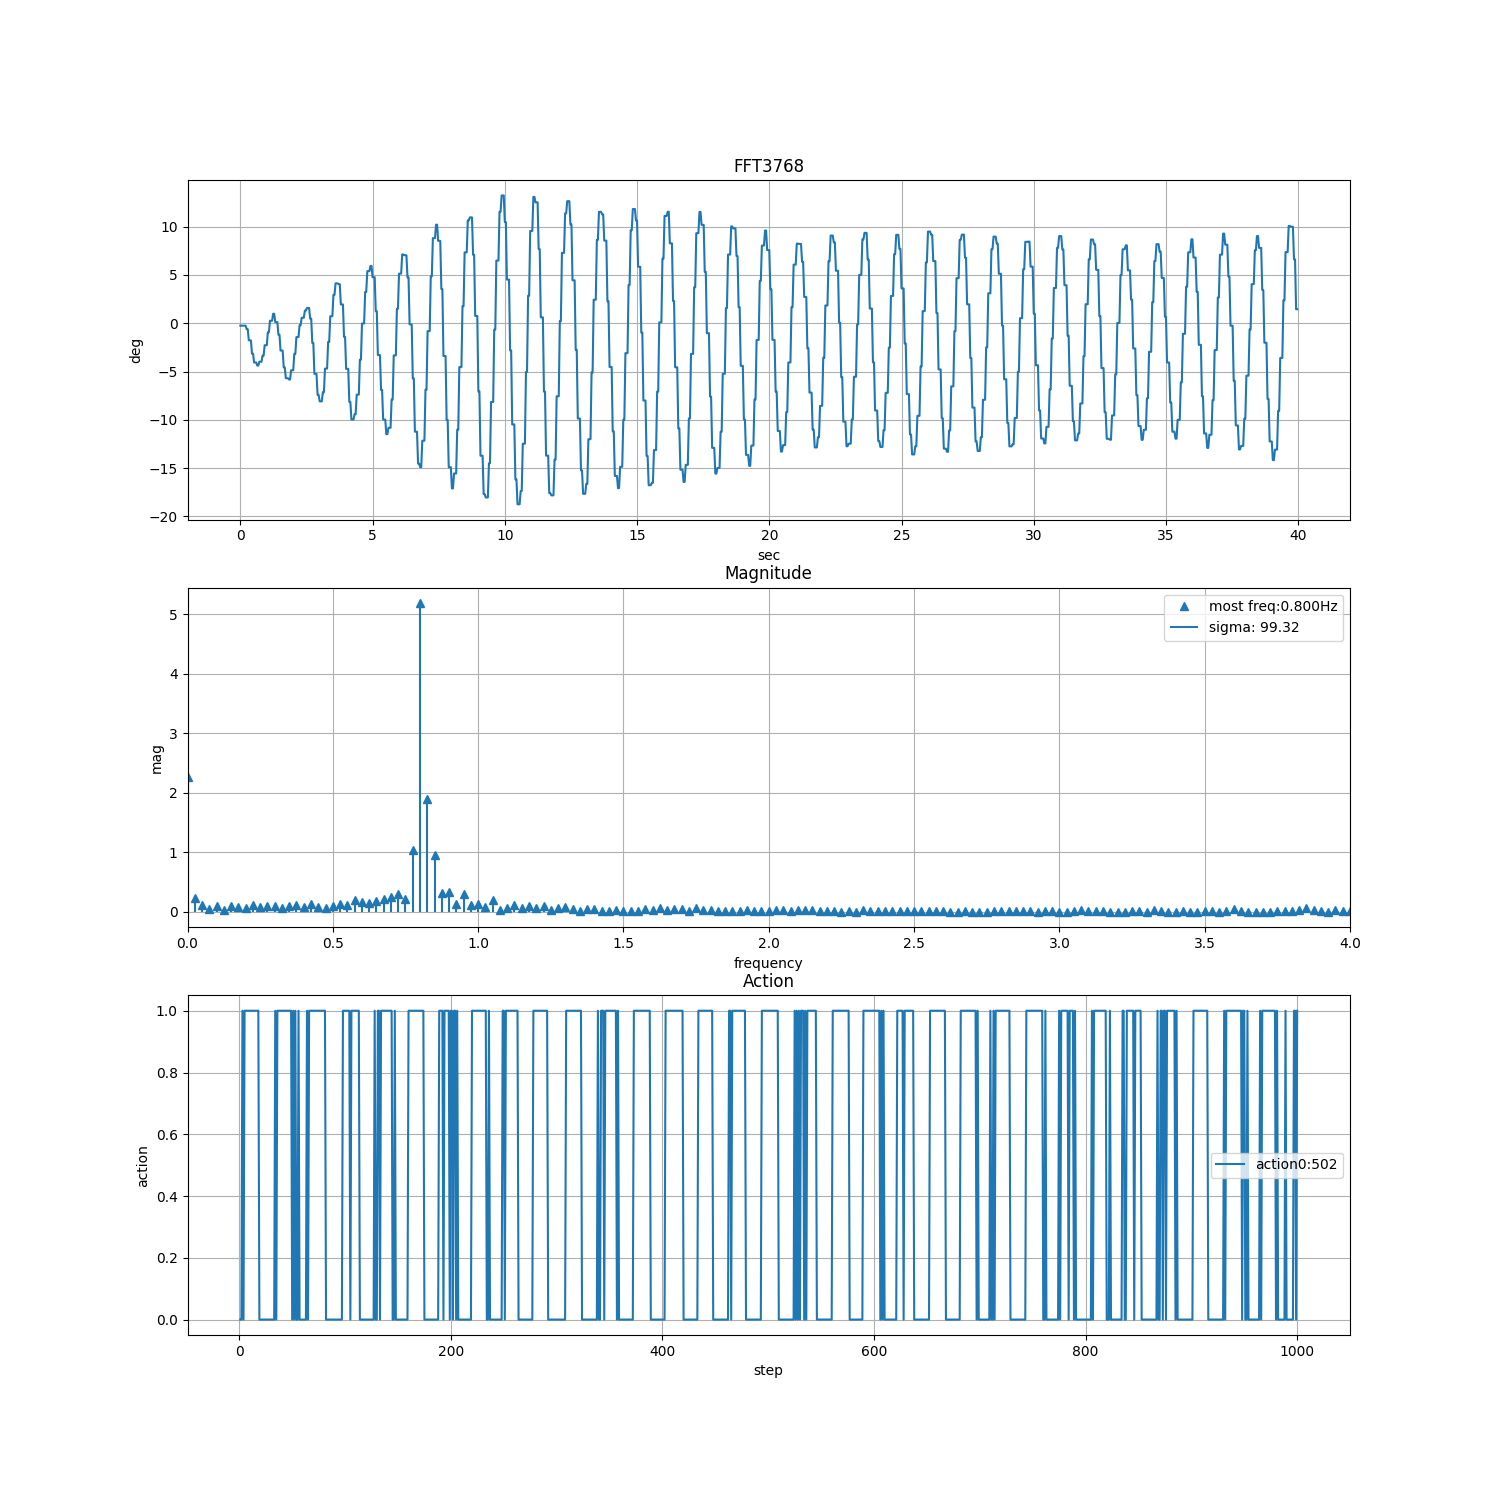 FFT3768
10
5
0
−5
−10
−15
−20
deg
0 5 10 15 20 25 30 35 40
sec
Magnitude
most freq:0.800Hz
sigma: 99.32
5
4
3
2
1
0
mag
0.0 0.5 1.0 1.5 2.0 2.5 3.0 3.5 4.0
frequency
Action
1.0
0.8
0.6
0.4
0.2
0.0
action
action0:502
0 200 400 600 800 1000
step